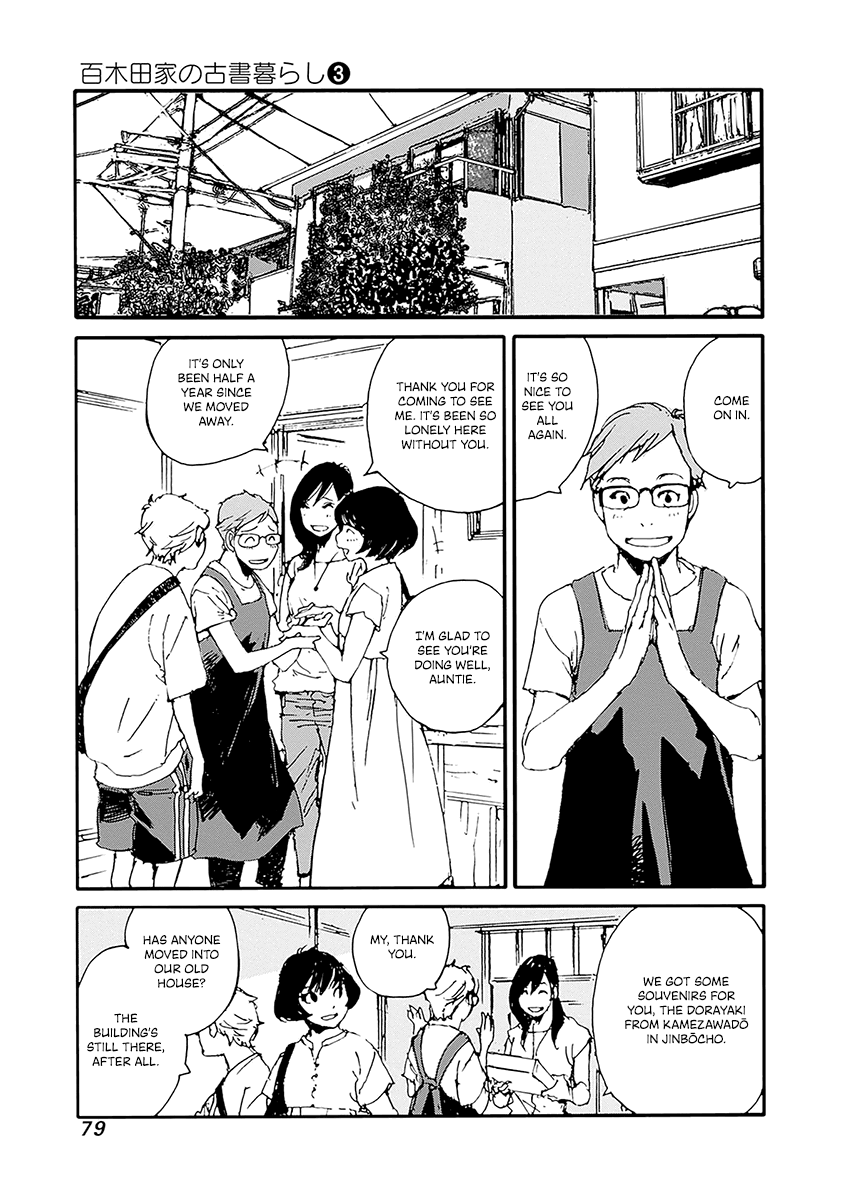 百木田家の古書暮らし❸
COME
ON IN.
IT'S SO
NICE TO
SEE YOU
ALL
AGAIN.
THANK YOU FOR
COMING TO SEE
ME. IT'S BEEN SO
LONELY HERE
WITHOUT YOU.
IT'S ONLY
BEEN HALF A
YEAR SINCE
WE MOVED
AWAY.
I'M GLAD TO
SEE YOU'RE
DOING WELL,
AUNTIE.
WE GOT SOME
SOUVENIRS FOR
YOU, THE DORAYAKI
FROM KAMEZAWADŌ
IN JINBŌCHO.
MY, THANK
YOU.
HAS ANYONE
MOVED INTO
OUR OLD
HOUSE?
THE
BUILDING'S
STILL THERE,
AFTER ALL.
79